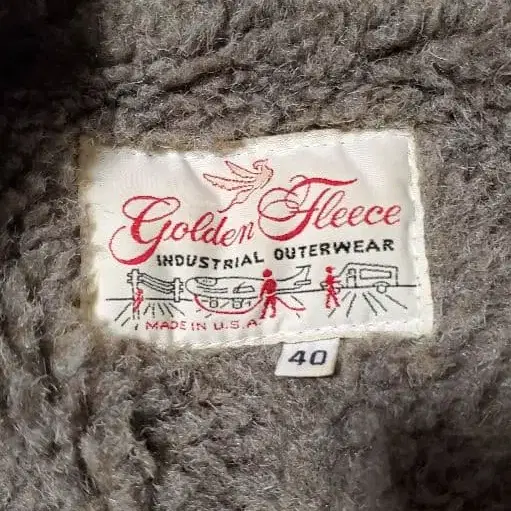 Golden Fleece
INDUSTRIAL OUTERWEAR
MADE IN U.S.A.
40